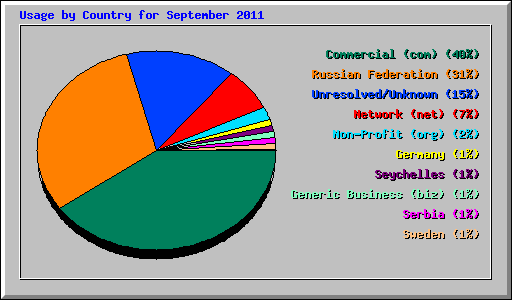 Usage by Country for September 2011
Commercial (com) (40%)
Russian Federation (31%)
Unresolved/Unknown (15%)
Network (net) (7%)
Non-Profit (org) (2%)
Germany (1%)
Seychelles (1%)
Generic Business (biz) (1%)
Serbia (1%)
Sweden (1%)